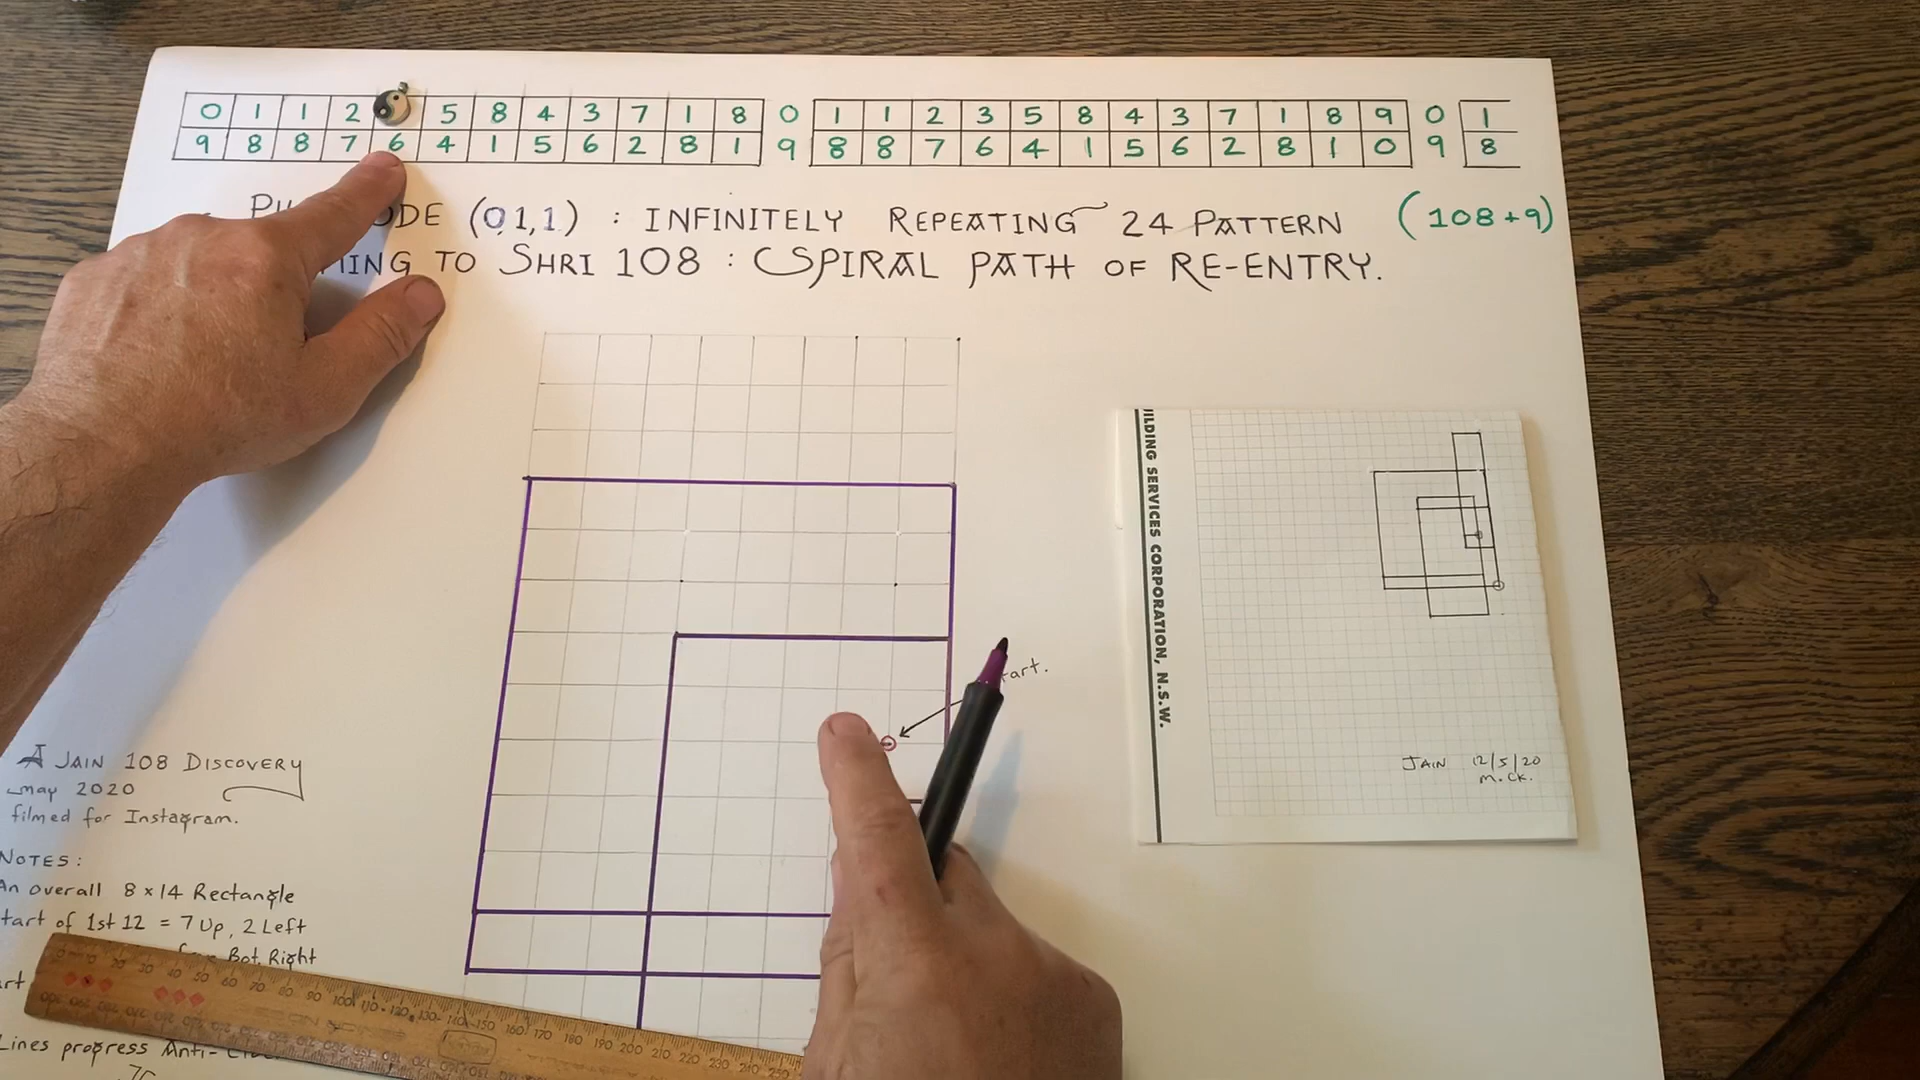 0 1 1 2 5 8 4 3 7 1 8 0 1 1 2 3 5 8 4 3 7 1 8 9 0 1
9 8 8 7 6 4 1 5 6 2 8 1 9 8 8 7 6 4 1 5 6 2 8 1 0 9 8
(0,1,1) : INFINITELY REPEATING 24 PATTERN (108+9)
TO SHRI 108 : SPIRAL PATH OF RE-ENTRY.
BUILDING SERVICES CORPORATION, N.S.W.
JAIN 12/5/20
M.CK.
A JAIN 108 DISCOVERY
May 2020
filmed for Instagram.
NOTES:
An overall 8 x 14 Rectangle
of 1st 12 = 7 Up, 2 Left
Bot. Right
Lines progress Anti-